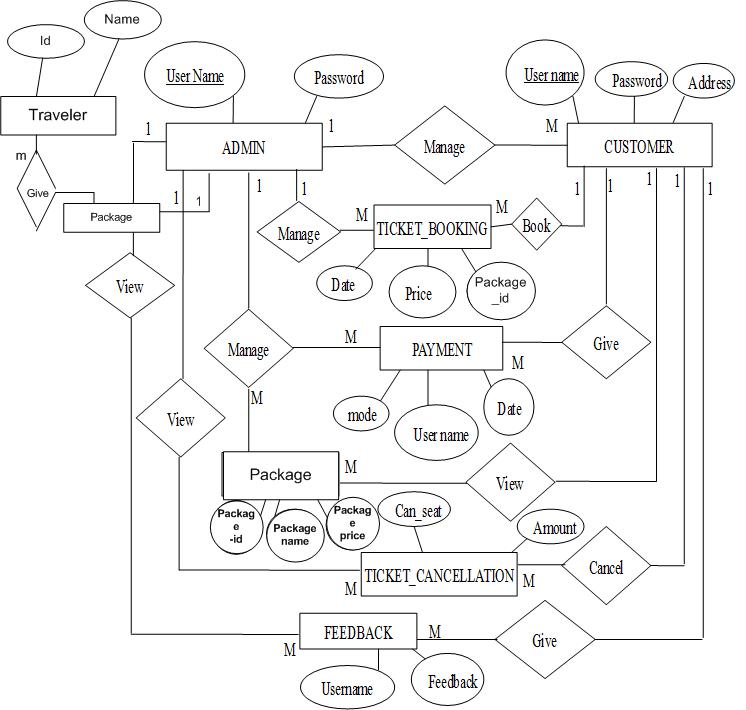 Name
Id
User Name
Password
User name
Password
Address
Traveler
1
ADMIN
1
Manage
M
CUSTOMER
m
Give
Package
1
1
1
1
Manage
M
TICKET_BOOKING
M
Book
1
1
1
1
1
View
Date
Price
Package
_id
Manage
M
PAYMENT
M
Give
M
View
mode
User name
Date
Package
M
View
Packag
e
-id
Package
name
Packag
e
price
Can_seat
Amount
M
TICKET_CANCELLATION
M
Cancel
M
FEEDBACK
M
Give
Username
Feedback